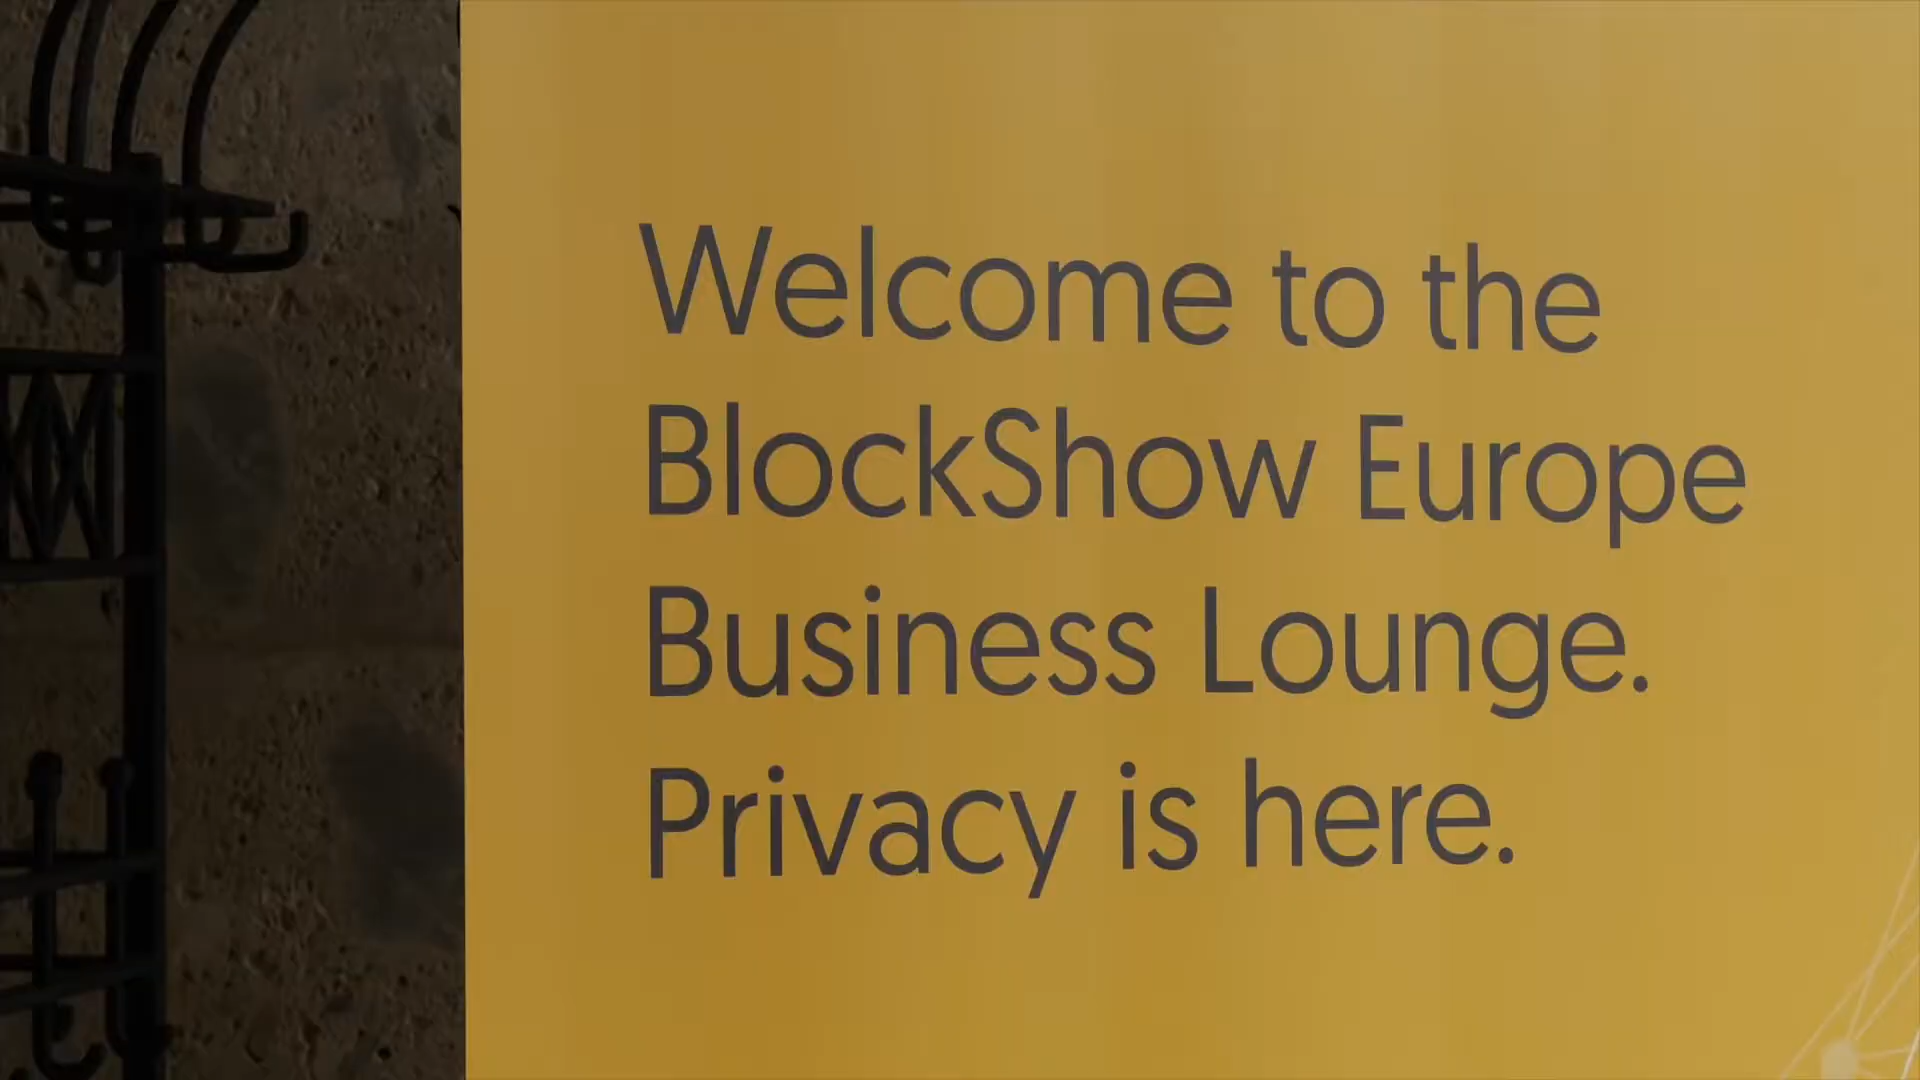 Welcome to the
BlockShow Europe
Business Lounge.
Privacy is here.